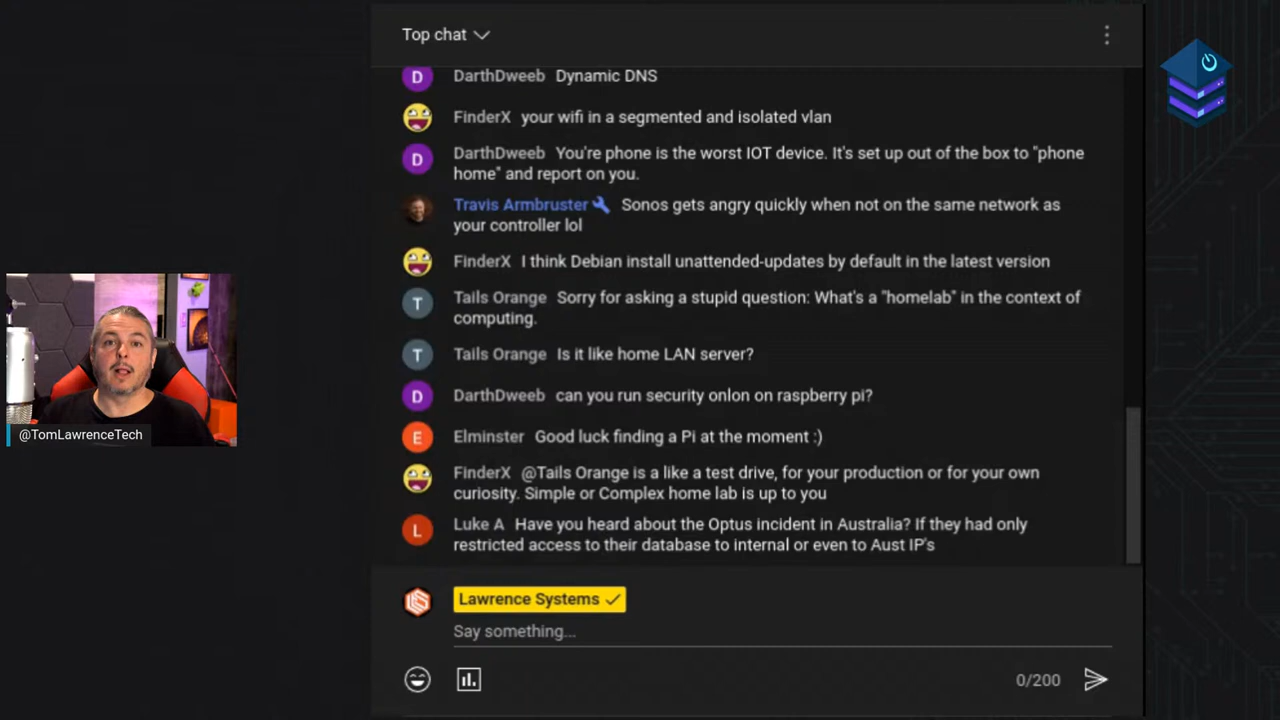 Top chat
D DarthDweeb Dynamic DNS
FinderX your wifi in a segmented and isolated vlan
D DarthDweeb You're phone is the worst IOT device. It's set up out of the box to "phone
home" and report on you.
Travis Armbruster Sonos gets angry quickly when not on the same network as
your controller lol
FinderX I think Debian install unattended-updates by default in the latest version
T Tails Orange Sorry for asking a stupid question: What's a "homelab" in the context of
computing.
T Tails Orange Is it like home LAN server?
D DarthDweeb can you run security onlon on raspberry pi?
E Elminster Good luck finding a Pi at the moment :)
FinderX @Tails Orange is a like a test drive, for your production or for your own
curiosity. Simple or Complex home lab is up to you
L Luke A Have you heard about the Optus incident in Australia? If they had only
restricted access to their database to internal or even to Aust IP's
Lawrence Systems
Say something...
0/200
@TomLawrenceTech